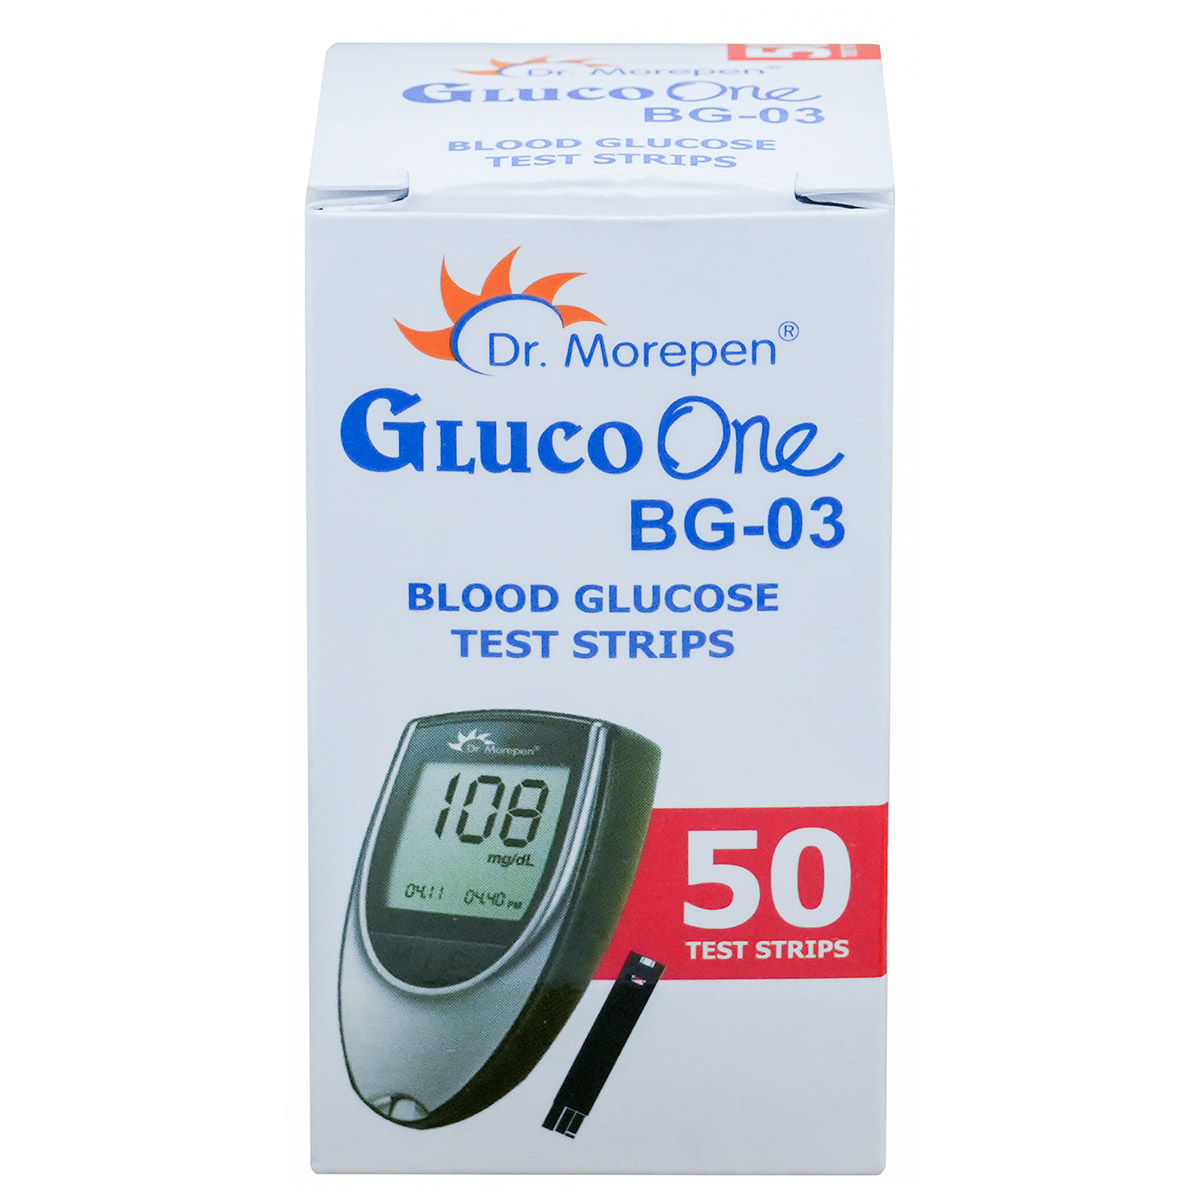 Dr. Morepen
GLUCO One
BG-03
BLOOD GLUCOSE
TEST STRIPS
Dr. Morepen®
GLUCO One
BG-03
BLOOD GLUCOSE
TEST STRIPS
Dr. Morepen®
108
mg/dL
04.11 04.40 PM
50
TEST STRIPS